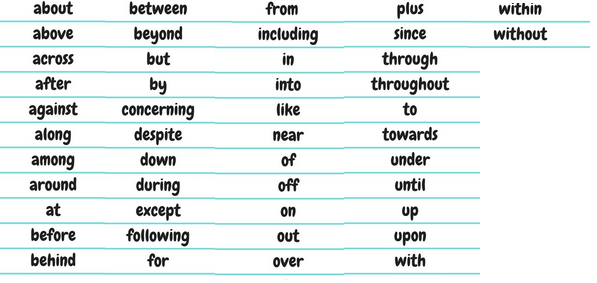 about between from plus within
above beyond including since without
across but in through
after by into throughout
against concerning like to
along despite near towards
among down of under
around during off until
at except on up
before following out upon
behind for over with